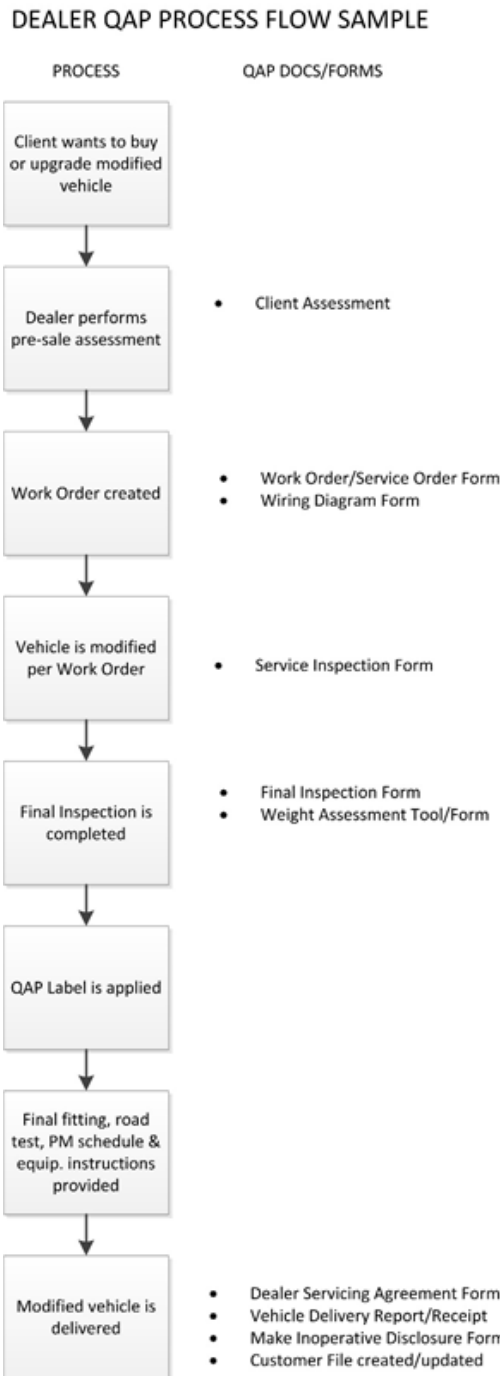 DEALER QAP PROCESS FLOW SAMPLE
PROCESS
QAP DOCS/FORMS
Client wants to buy
or upgrade modified
vehicle
Dealer performs
pre-sale assessment
• Client Assessment
Work Order created
• Work Order/Service Order Form
• Wiring Diagram Form
Vehicle is modified
per Work Order
• Service Inspection Form
Final Inspection is
completed
• Final Inspection Form
• Weight Assessment Tool/Form
QAP Label is applied
Final fitting, road
test, PM schedule &
equip. instructions
provided
Modified vehicle is
delivered
• Dealer Servicing Agreement Form
• Vehicle Delivery Report/Receipt
• Make Inoperative Disclosure Form
• Customer File created/updated